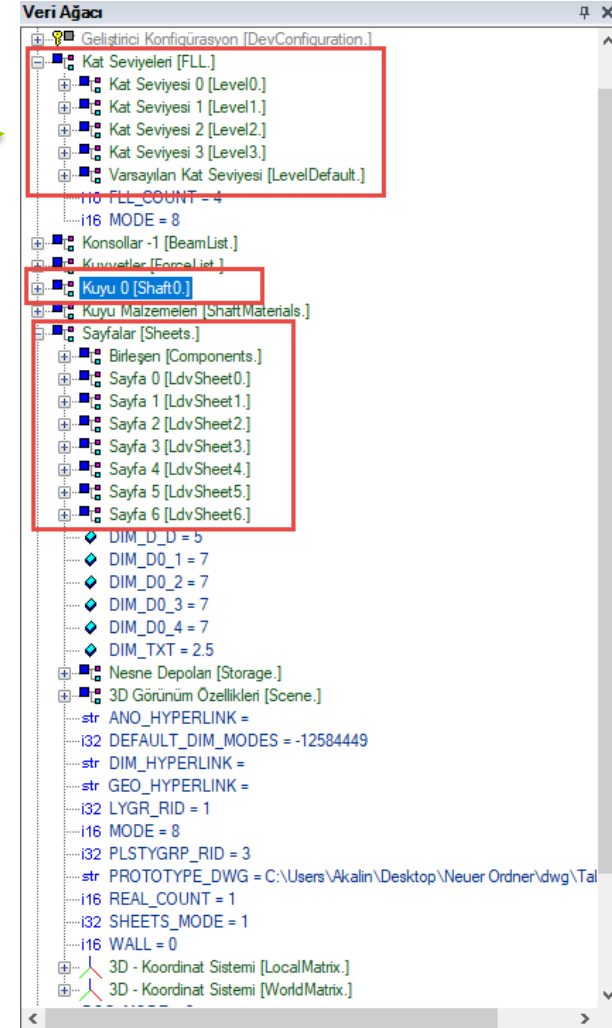 Veri Ağacı
Geliştirici Konfigürasyon [DevConfiguration.]
Kat Seviyeleri [FLL.]
Kat Seviyesi 0 [Level0.]
Kat Seviyesi 1 [Level1.]
Kat Seviyesi 2 [Level2.]
Kat Seviyesi 3 [Level3.]
Varsayılan Kat Seviyesi [LevelDefault.]
i16 FLL_COUNT = 4
i16 MODE = 8
Konsollar -1 [BeamList.]
Kuvvetler [ForceList.]
Kuyu 0 [Shaft0.]
Kuyu Malzemeleri [ShaftMaterials.]
Sayfalar [Sheets.]
Birleşen [Components.]
Sayfa 0 [LdvSheet0.]
Sayfa 1 [LdvSheet1.]
Sayfa 2 [LdvSheet2.]
Sayfa 3 [LdvSheet3.]
Sayfa 4 [LdvSheet4.]
Sayfa 5 [LdvSheet5.]
Sayfa 6 [LdvSheet6.]
DIM_D_D = 5
DIM_D0_1 = 7
DIM_D0_2 = 7
DIM_D0_3 = 7
DIM_D0_4 = 7
DIM_TXT = 2.5
Nesne Depoları [Storage.]
3D Görünüm Özellikleri [Scene.]
str ANO_HYPERLINK =
i32 DEFAULT_DIM_MODES = -12584449
str DIM_HYPERLINK =
str GEO_HYPERLINK =
i32 LYGR_RID = 1
i16 MODE = 8
i32 PLSTYGRP_RID = 3
str PROTOTYPE_DWG = C:\Users\Akalin\Desktop\Neuer Ordner\dwg\Tal
i16 REAL_COUNT = 1
i32 SHEETS_MODE = 1
i16 WALL = 0
3D - Koordinat Sistemi [LocalMatrix.]
3D - Koordinat Sistemi [WorldMatrix.]